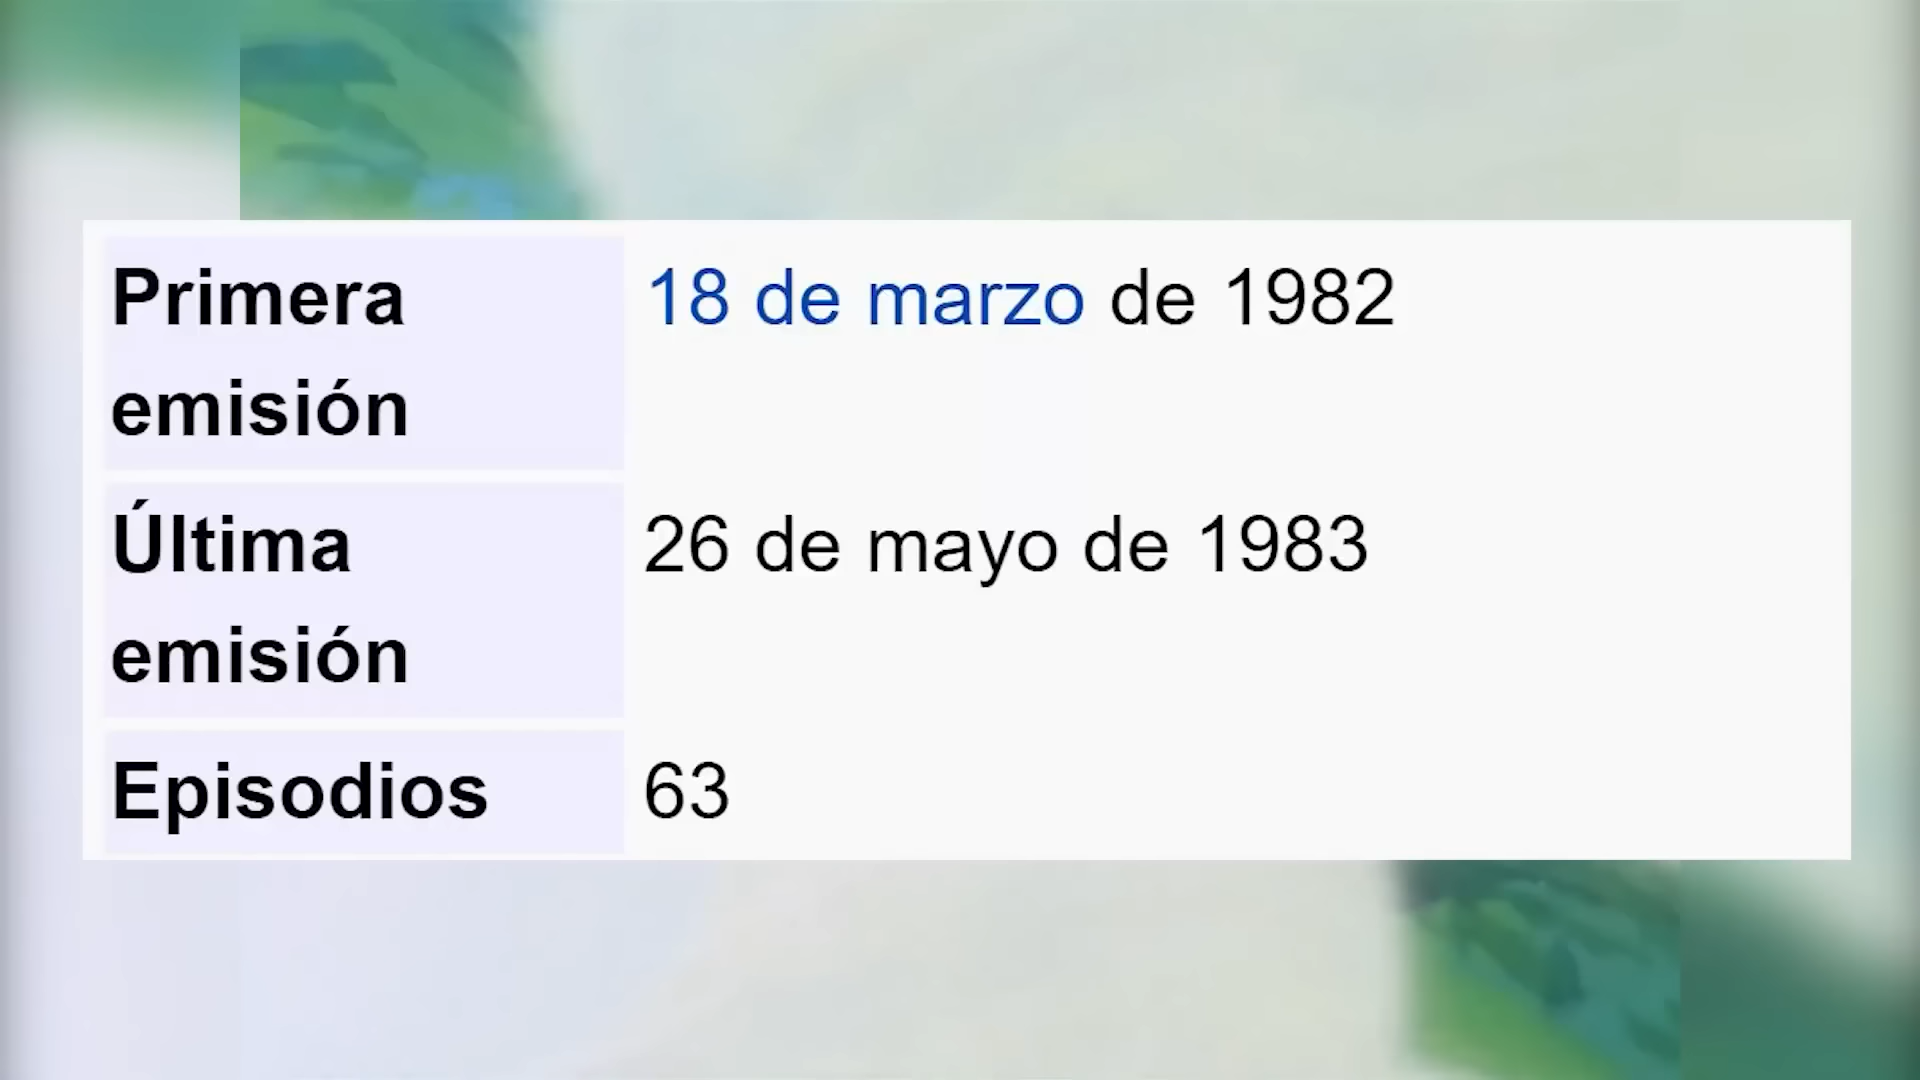 Primera 18 de marzo de 1982
emisión
Última 26 de mayo de 1983
emisión
Episodios 63